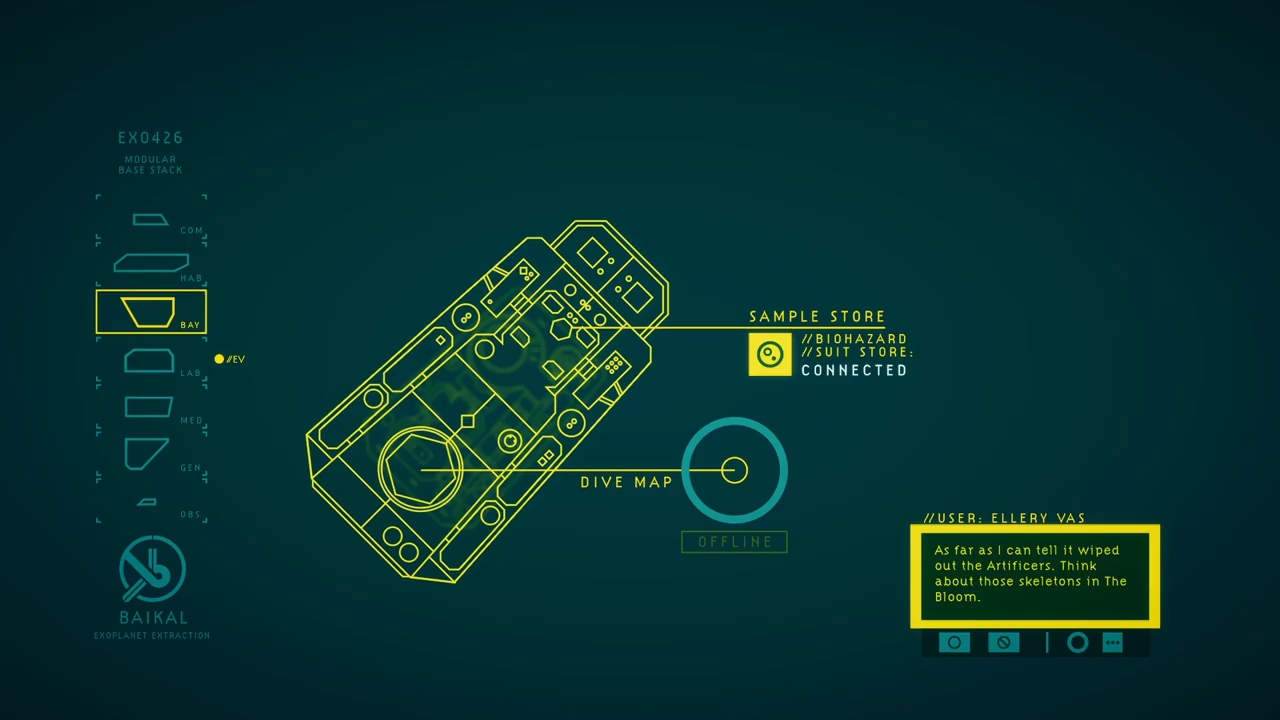 EX0426
MODULAR
BASE STACK
COM
HAB
BAY
LAB
//EV
MED
GEN
OBS
BAIKAL
EXOPLANET EXTRACTION
SAMPLE STORE
//BIOHAZARD
//SUIT STORE:
CONNECTED
DIVE MAP
OFFLINE
//USER: ELLERY VAS
As far as I can tell it wiped
out the Artificers. Think
about those skeletons in The
Bloom.